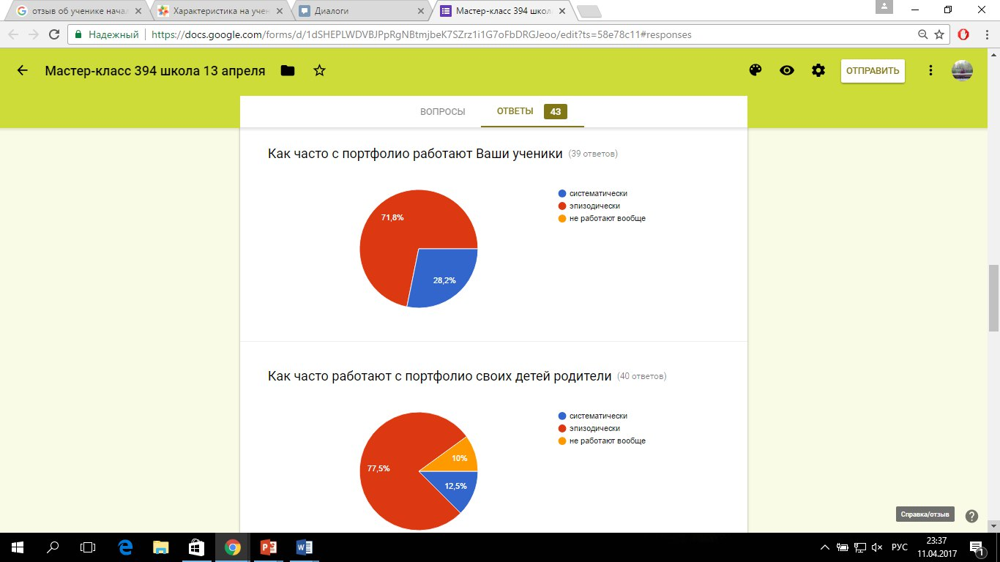 отзыв об ученике начал
Характеристика на учен
Диалоги
Мастер-класс 394 школ
Надежный
https://docs.google.com/forms/d/1dSHEPLWDVBJPpRgNBtmjbeK7SZrz1i1G7oFbDRGJeoo/edit?ts=58e78c11#responses
Мастер-класс 394 школа 13 апреля
ОТПРАВИТЬ
ВОПРОСЫ
ОТВЕТЫ 43
Как часто с портфолио работают Ваши ученики (39 ответов)
систематически
эпизодически
не работают вообще
71,8%
28,2%
Как часто работают с портфолио своих детей родители (40 ответов)
систематически
эпизодически
не работают вообще
10%
77,5%
12,5%
Справка/отзыв
РУС
23:37
11.04.2017
1